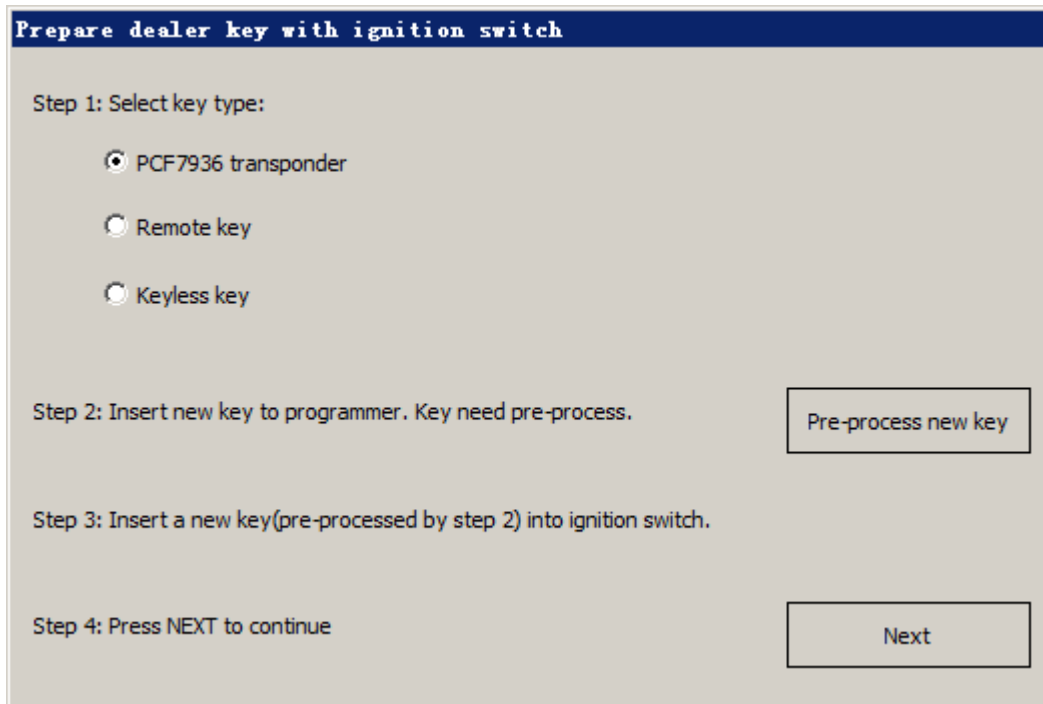 Prepare dealer key with ignition switch
Step 1: Select key type:
PCF7936 transponder
Remote key
Keyless key
Step 2: Insert new key to programmer. Key need pre-process.
Pre-process new key
Step 3: Insert a new key(pre-processed by step 2) into ignition switch.
Step 4: Press NEXT to continue
Next